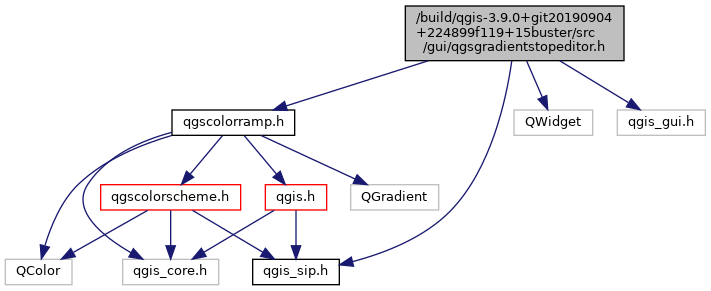 /build/qgis-3.9.0+git20190904
+224899f119+15buster/src
/gui/qgsgradientstopeditor.h
qgscolorramp.h
QWidget
qgis_gui.h
qgscolorscheme.h
qgis.h
QGradient
QColor
qgis_core.h
qgis_sip.h